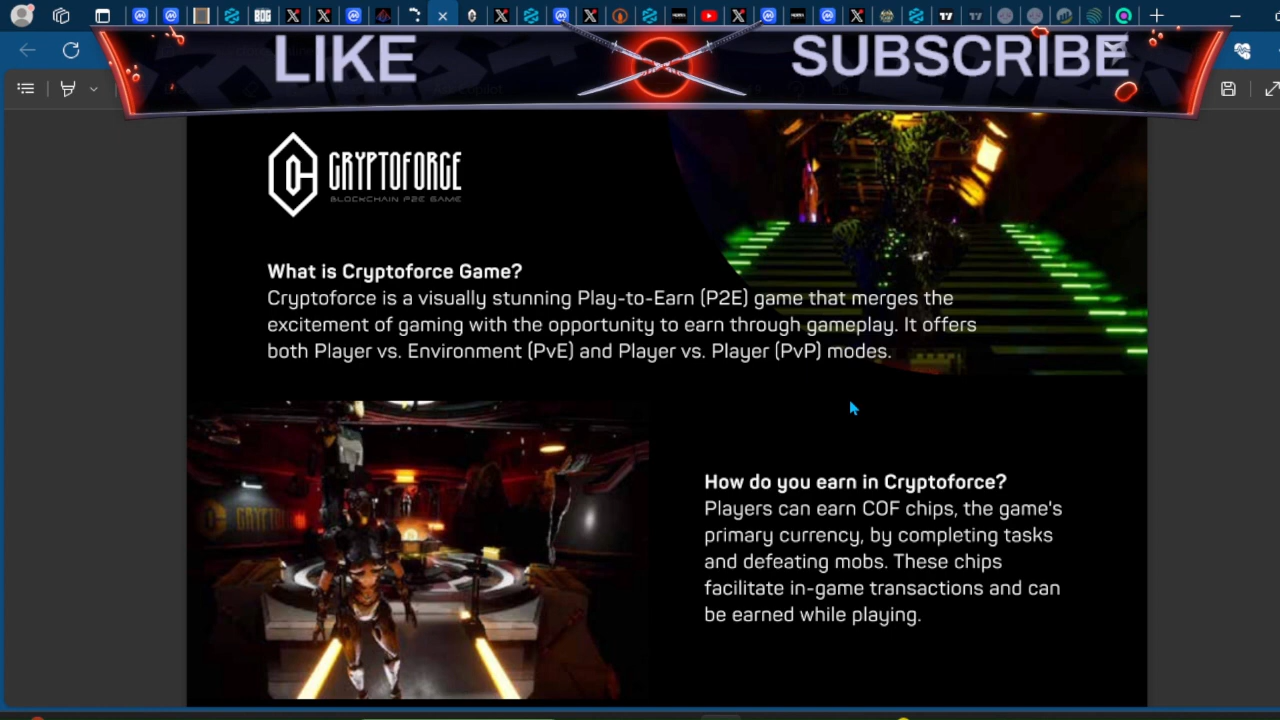 LIKE
SUBSCRIBE
CRYPTOFORGE
BLOCKCHAIN P2E GAME
What is Cryptoforce Game?
Cryptoforce is a visually stunning Play-to-Earn (P2E) game that merges the
excitement of gaming with the opportunity to earn through gameplay. It offers
both Player vs. Environment (PvE) and Player vs. Player (PvP) modes.
How do you earn in Cryptoforce?
Players can earn COF chips, the game's
primary currency, by completing tasks
and defeating mobs. These chips
facilitate in-game transactions and can
be earned while playing.